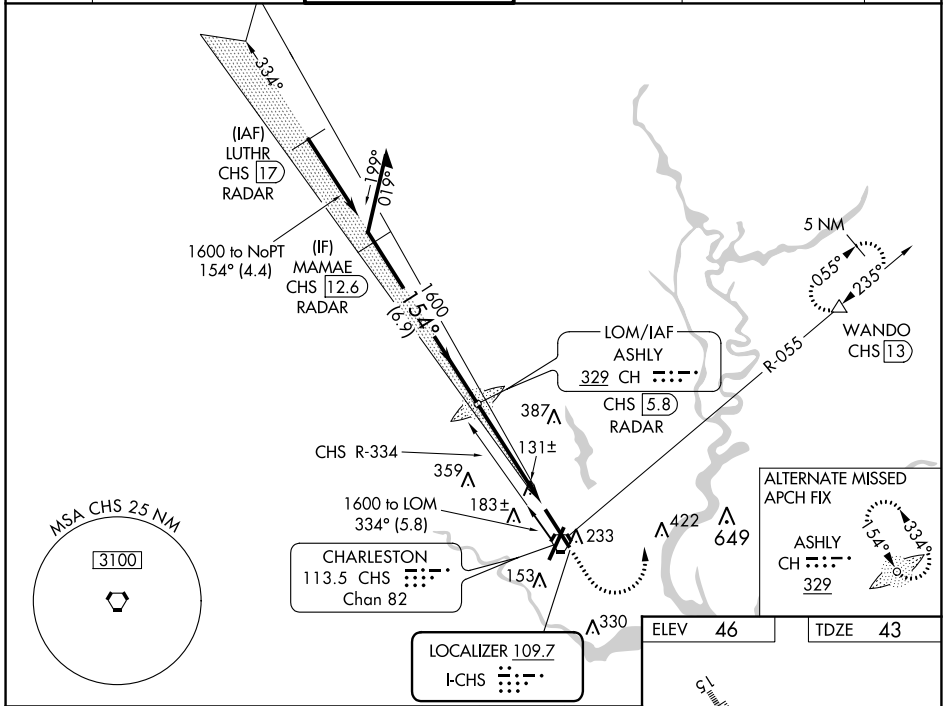 334°
(IAF)
LUTHR
CHS 17
RADAR
199°
019°
1600 to NoPT
154° (4.4)
(IF)
MAMAE
CHS 12.6
RADAR
1600
154°
(6.9)
5 NM
055°
235°
WANDO
CHS 13
R-055
LOM/IAF
ASHLY
329 CH
CHS 5.8
RADAR
387
131±
CHS R-334
359
183±
1600 to LOM
334° (5.8)
233
422
649
153
330
CHARLESTON
113.5 CHS
Chan 82
LOCALIZER 109.7
I-CHS
MSA CHS 25 NM
3100
ALTERNATE MISSED
APCH FIX
ASHLY
CH
329
154°
334°
ELEV 46
TDZE 43
15